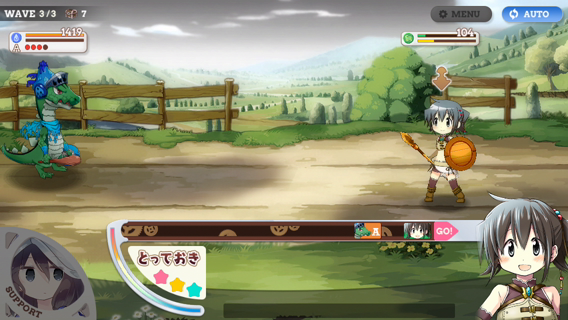 WAVE 3/3 7
MENU
AUTO
1419
A
104
A
GO!
とっておき
SUPPORT